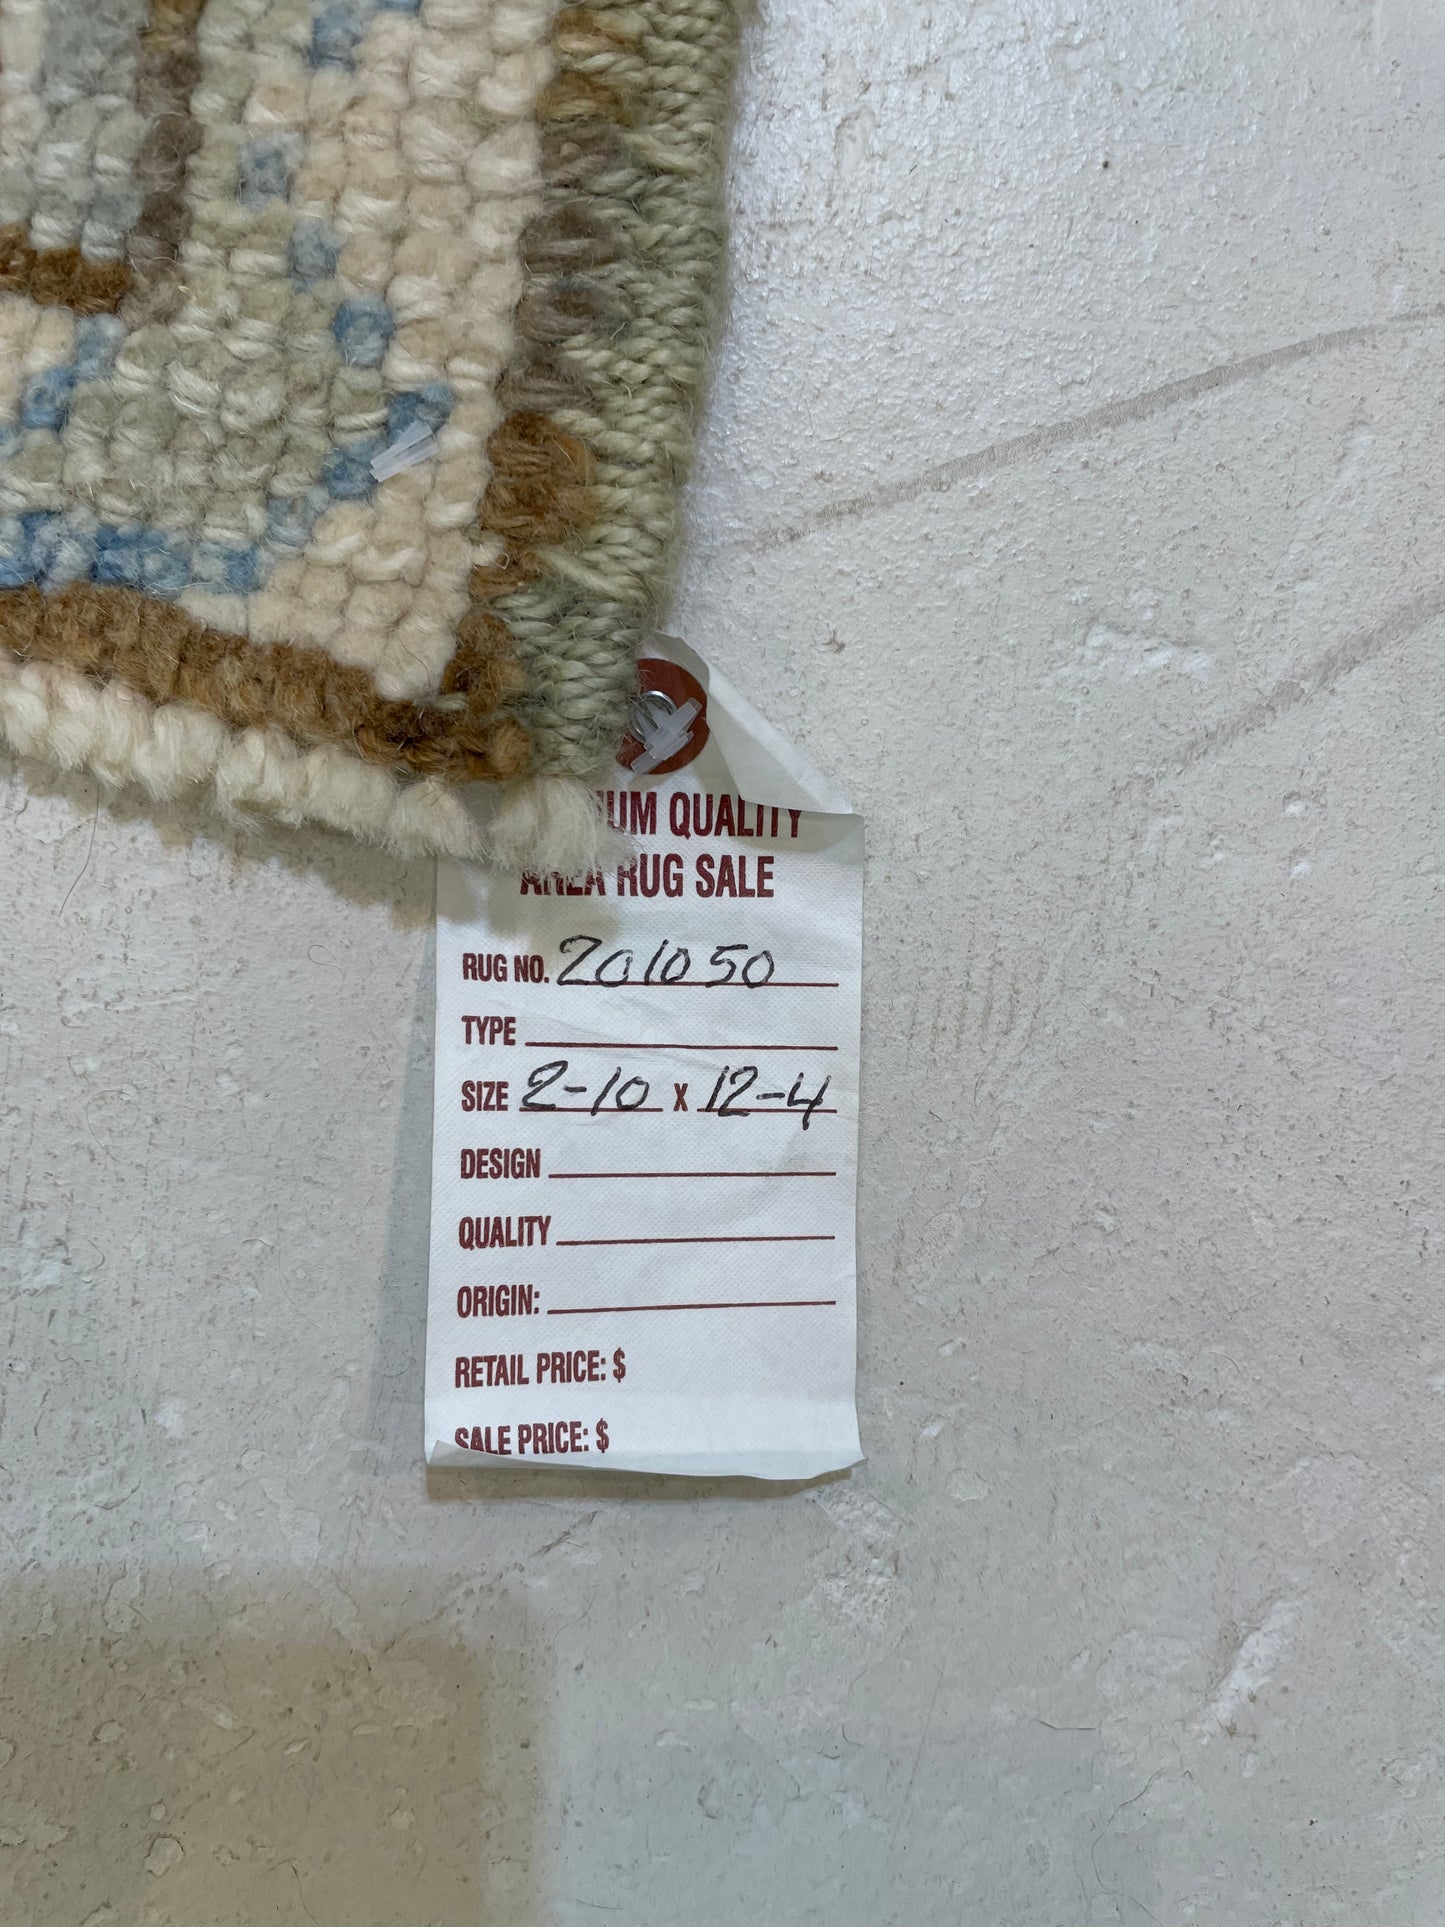 QUALITY
AREA RUG SALE
RUG NO. 201050
TYPE
SIZE 2-10 X 12-4
DESIGN
QUALITY
ORIGIN:
RETAIL PRICE: $
SALE PRICE: $